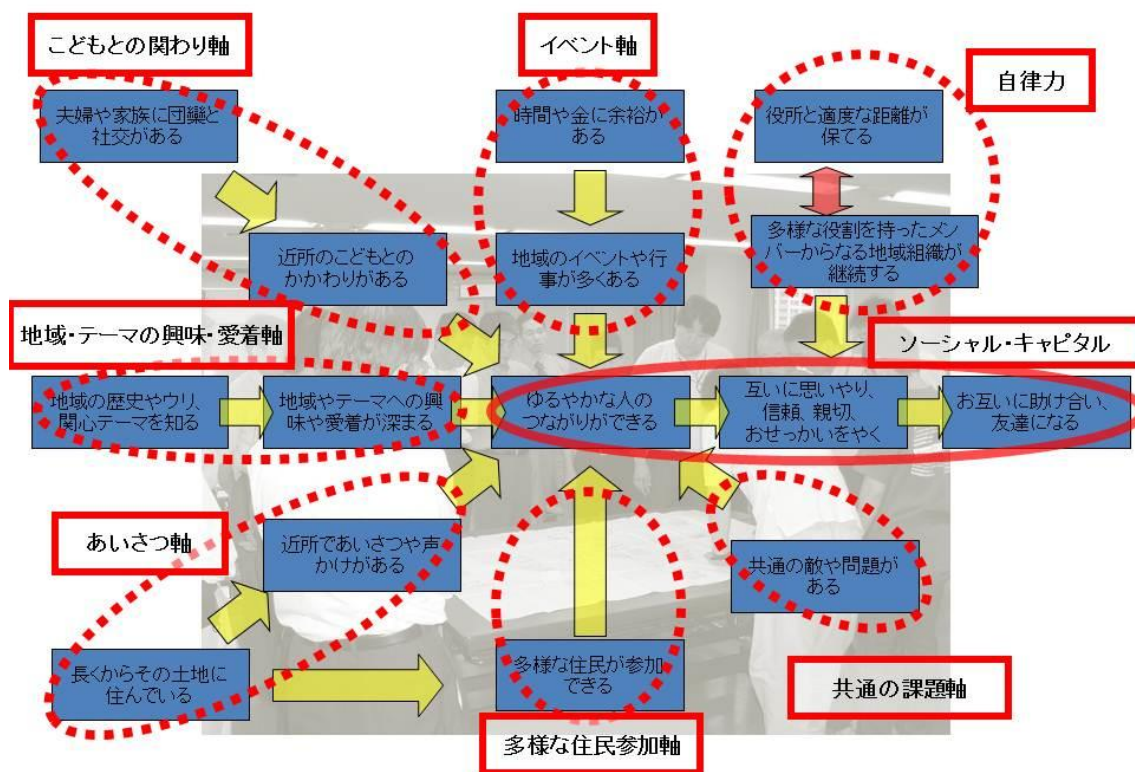 こどもとの関わり軸
イベント軸
自律力
夫婦や家族に団欒と
社交がある
時間や金に余裕が
ある
役所と適度な距離が
保てる
近所のこどもとの
かかわりがある
地域のイベントや行
事が多くある
多様な役割を持ったメン
バーからなる地域組織が
継続する
地域・テーマの興味・愛着軸
ソーシャル・キャピタル
地域の歴史やウリ、
関心テーマを知る
地域やテーマへの興
味や愛着が深まる
ゆるやかな人の
つながりができる
互いに思いやり、
信頼、親切、
おせっかいをやく
お互いに助け合い、
友達になる
あいさつ軸
近所であいさつや声
かけがある
共通の敵や問題が
ある
長くからその土地に
住んでいる
多様な住民が参加
できる
共通の課題軸
多様な住民参加軸